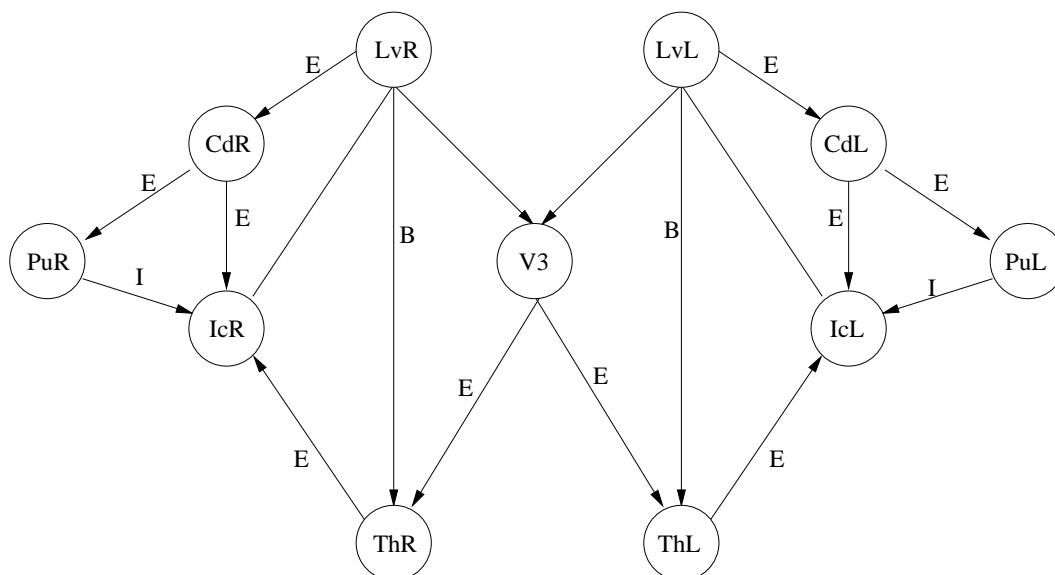 LvR LvL
E E
CdR CdL
E E
E E
B B
PuR V3 PuL
I I
IcR IcL
E E
E E
ThR ThL